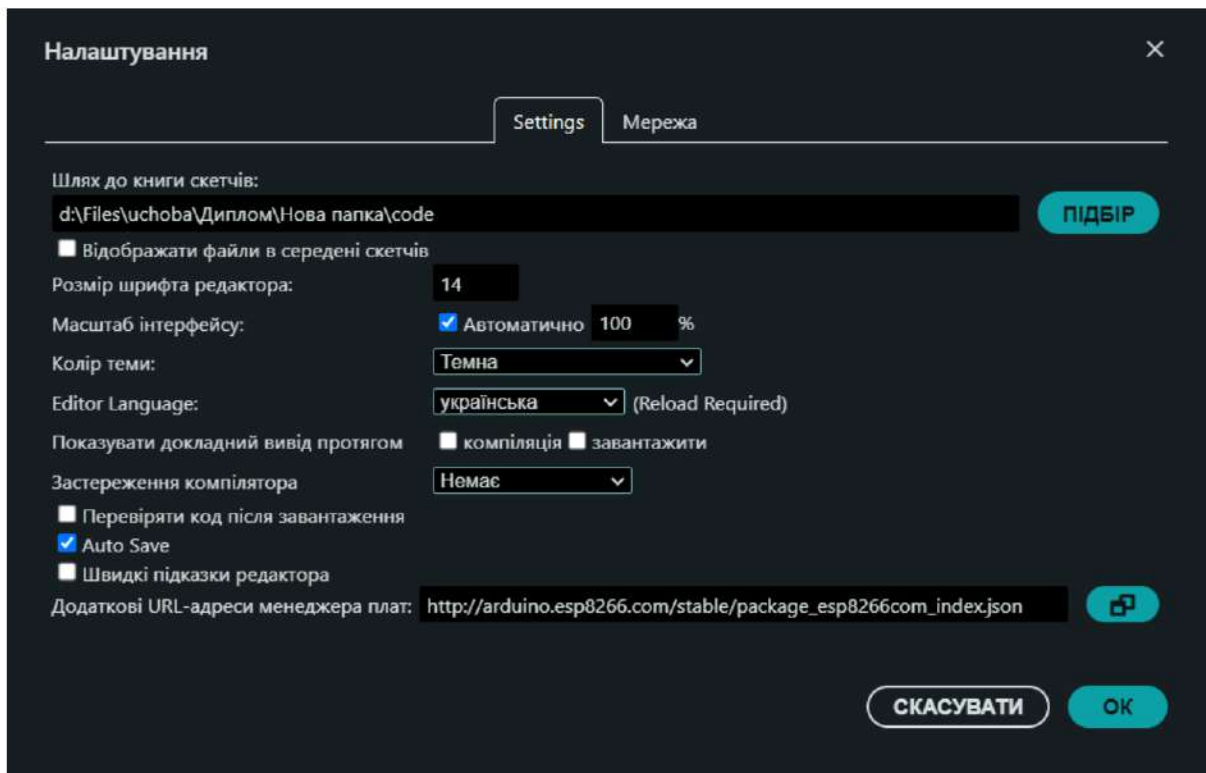 Налаштування
Settings Мережа
Шлях до книги скетчів:
d:\Files\uchoba\Диплом\Нова папка\code ПІДБІР
Відображати файли в середені скетчів
Розмір шрифта редактора: 14
Масштаб інтерфейсу: Автоматично 100 %
Колір теми: Темна
Editor Language: українська (Reload Required)
Показувати докладний вивід протягом компіляція завантажити
Застереження компілятора Немає
Перевіряти код після завантаження
Auto Save
Швидкі підказки редактора
Додаткові URL-адреси менеджера плат: http://arduino.esp8266.com/stable/package_esp8266com_index.json
СКАСУВАТИ ОК